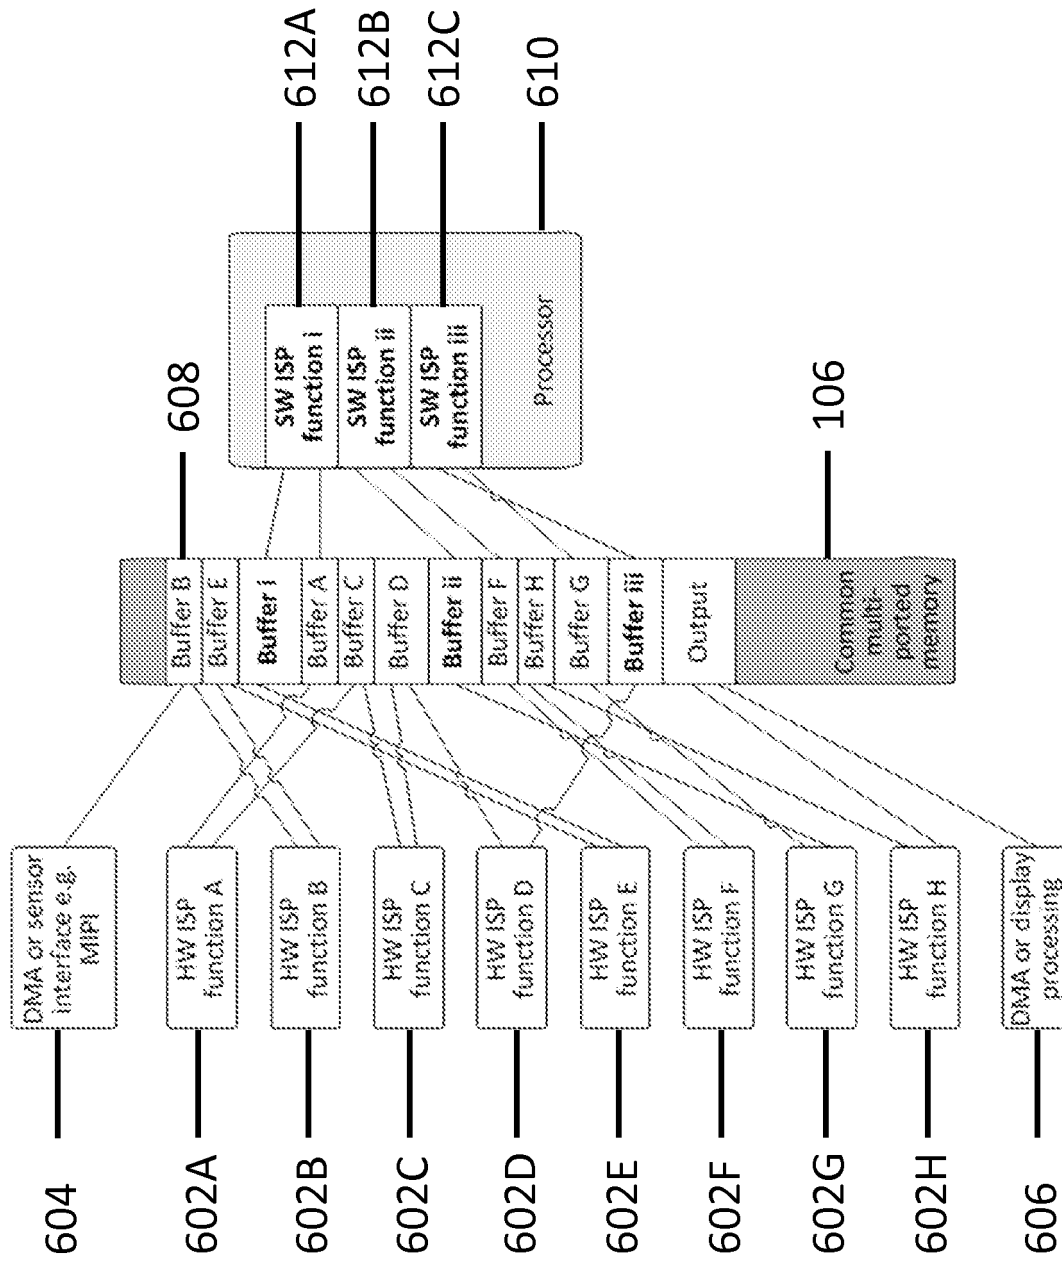 604
602A
602B
602C
602D
602E
602F
602G
602H
606
DMA or sensor
interface e.g.
MIPI
HW ISP
function A
HW ISP
function B
HW ISP
function C
HW ISP
function D
HW ISP
function E
HW ISP
function F
HW ISP
function G
HW ISP
function H
DMA or display
processing
Buffer B
Buffer E
Buffer i
Buffer A
Buffer C
Buffer D
Buffer ii
Buffer F
Buffer H
Buffer G
Buffer iii
Output
Common
multi
ported
memory
608
106
SW ISP
function i
SW ISP
function ii
SW ISP
function iii
Processor
612A
612B
612C
610